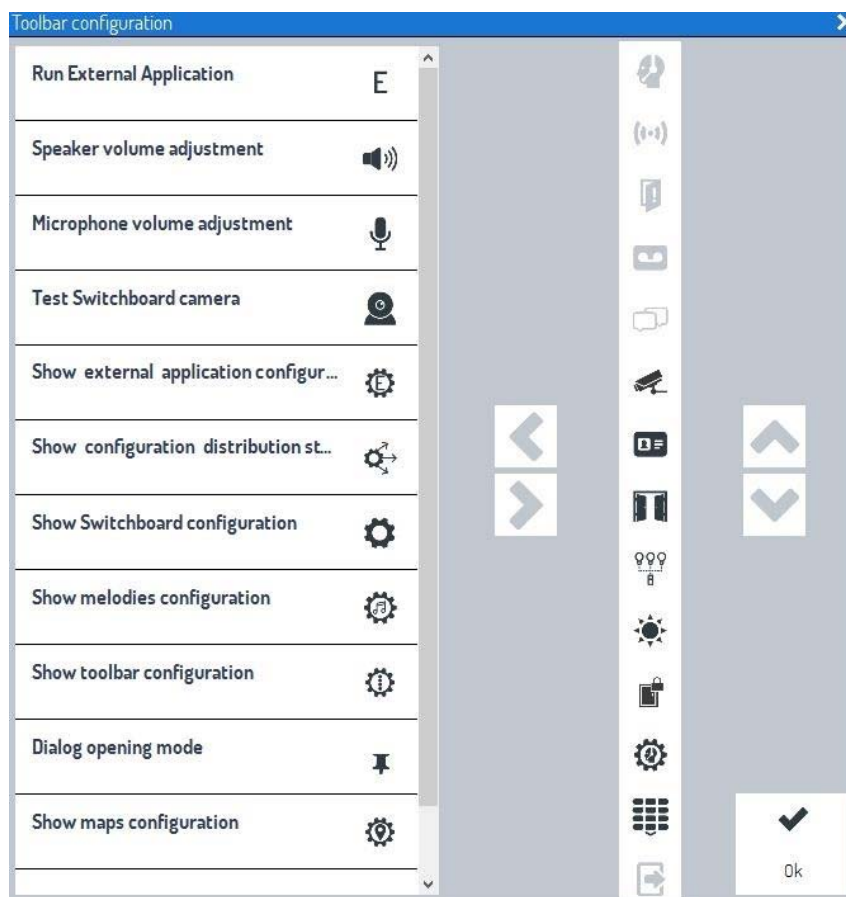 Toolbar configuration
Run External Application
E
Speaker volume adjustment
Microphone volume adjustment
Test Switchboard camera
Show external application configur...
E
Show configuration distribution st...
Show Switchboard configuration
Show melodies configuration
Show toolbar configuration
Dialog opening mode
Show maps configuration
Ok